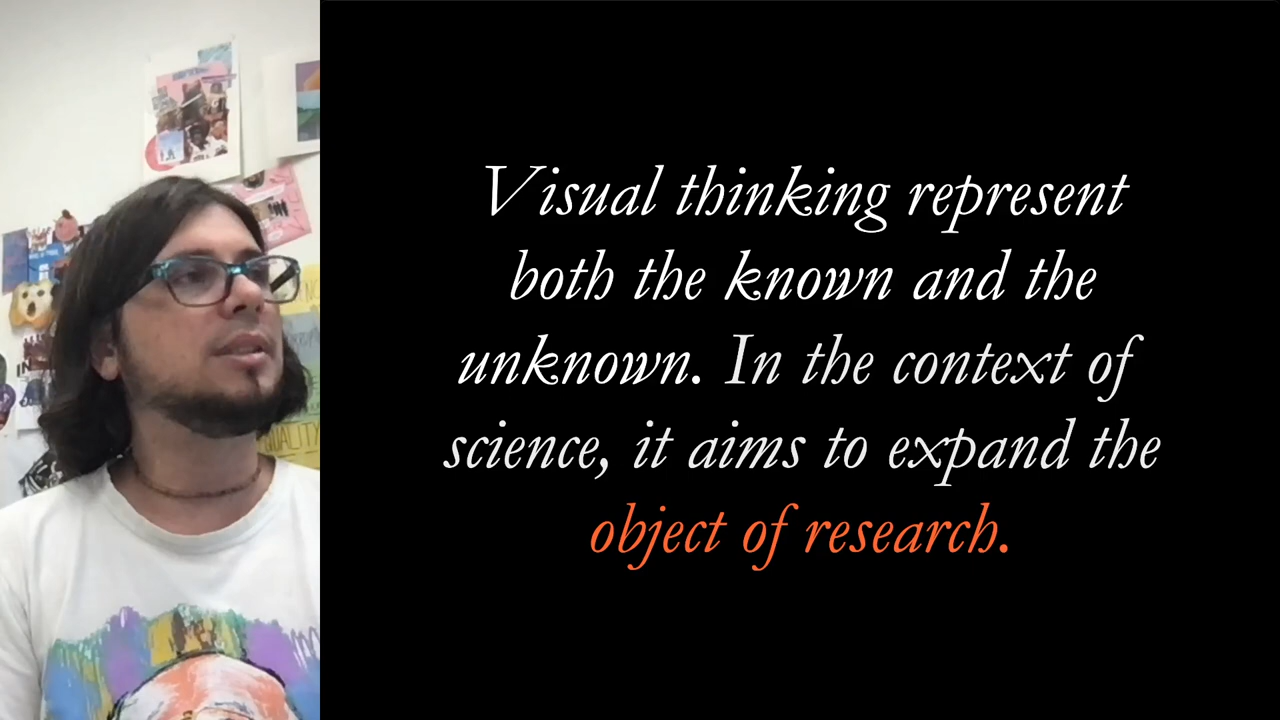 Visual thinking represent
both the known and the
unknown. In the context of
science, it aims to expand the
object of research.